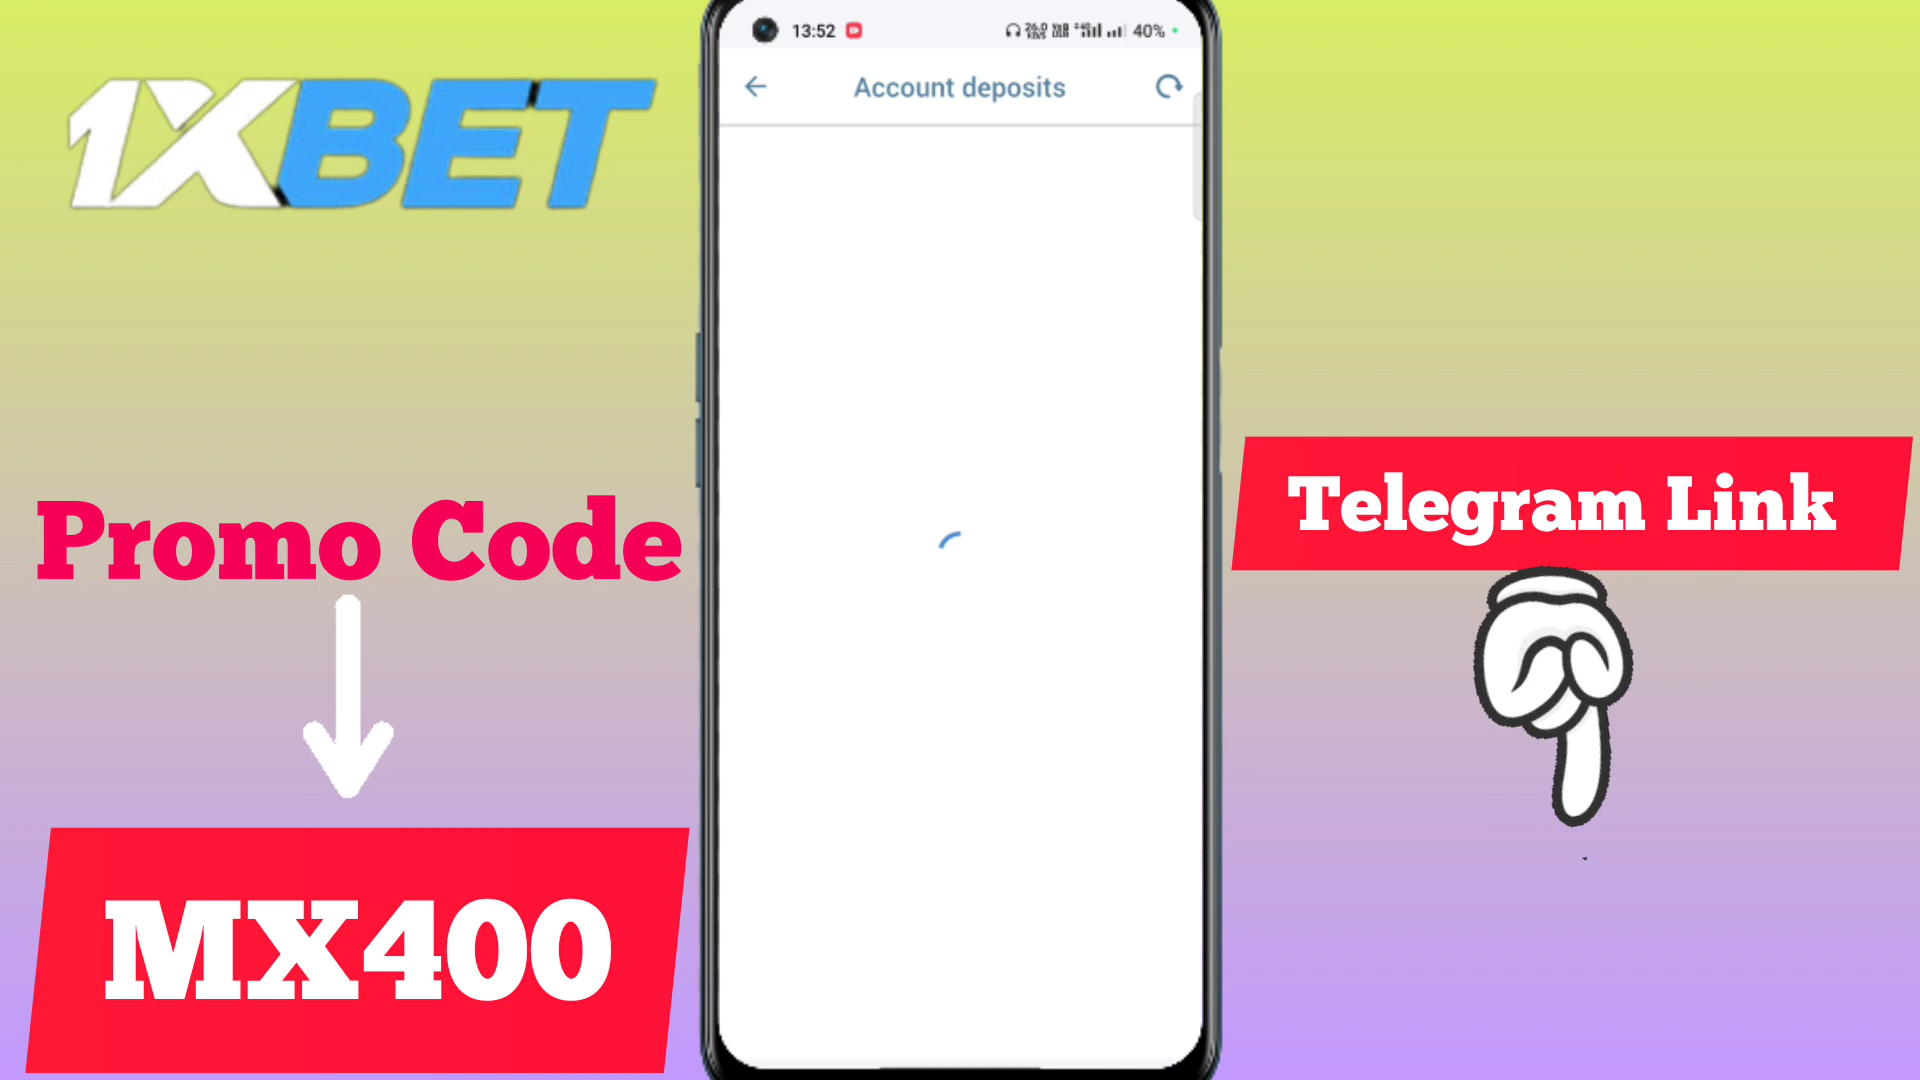 1XBET
13:52
40%
Account deposits
Promo Code
MX400
Telegram Link